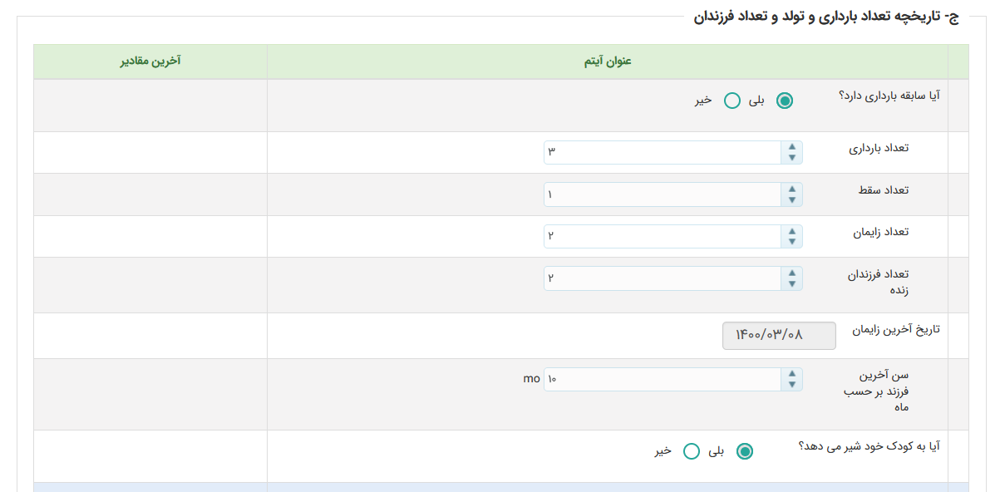 ج- تاریخچه تعداد بارداری و تولد و تعداد فرزندان
عنوان آیتم
آخرین مقادیر
آیا سابقه بارداری دارد؟ بلی خیر
تعداد بارداری ۳
تعداد سقط ۱
تعداد زایمان ۲
تعداد فرزندان
زنده
۲
تاریخ آخرین زایمان ۱۴۰۰/۰۳/۰۸
سن آخرین
فرزند بر حسب
ماه
۱۰ mo
آیا به کودک خود شیر می دهد؟ بلی خیر